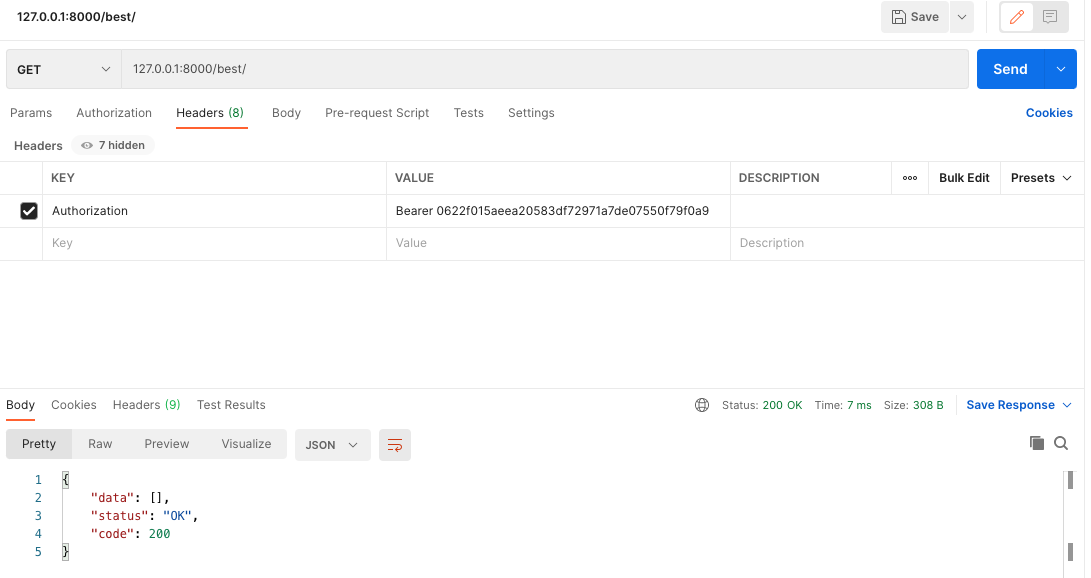 127.0.0.1:8000/best/
Save
GET
127.0.0.1:8000/best/
Send
Params Authorization Headers (8) Body Pre-request Script Tests Settings Cookies
Headers 7 hidden
KEY VALUE DESCRIPTION ooo Bulk Edit Presets
Authorization Bearer 0622f015aeea20583df72971a7de07550f79f0a9
Key Value Description
Body Cookies Headers (9) Test Results Status: 200 OK Time: 7 ms Size: 308 B Save Response
Pretty Raw Preview Visualize JSON
1 {
2 "data": [],
3 "status": "OK",
4 "code": 200
5 }